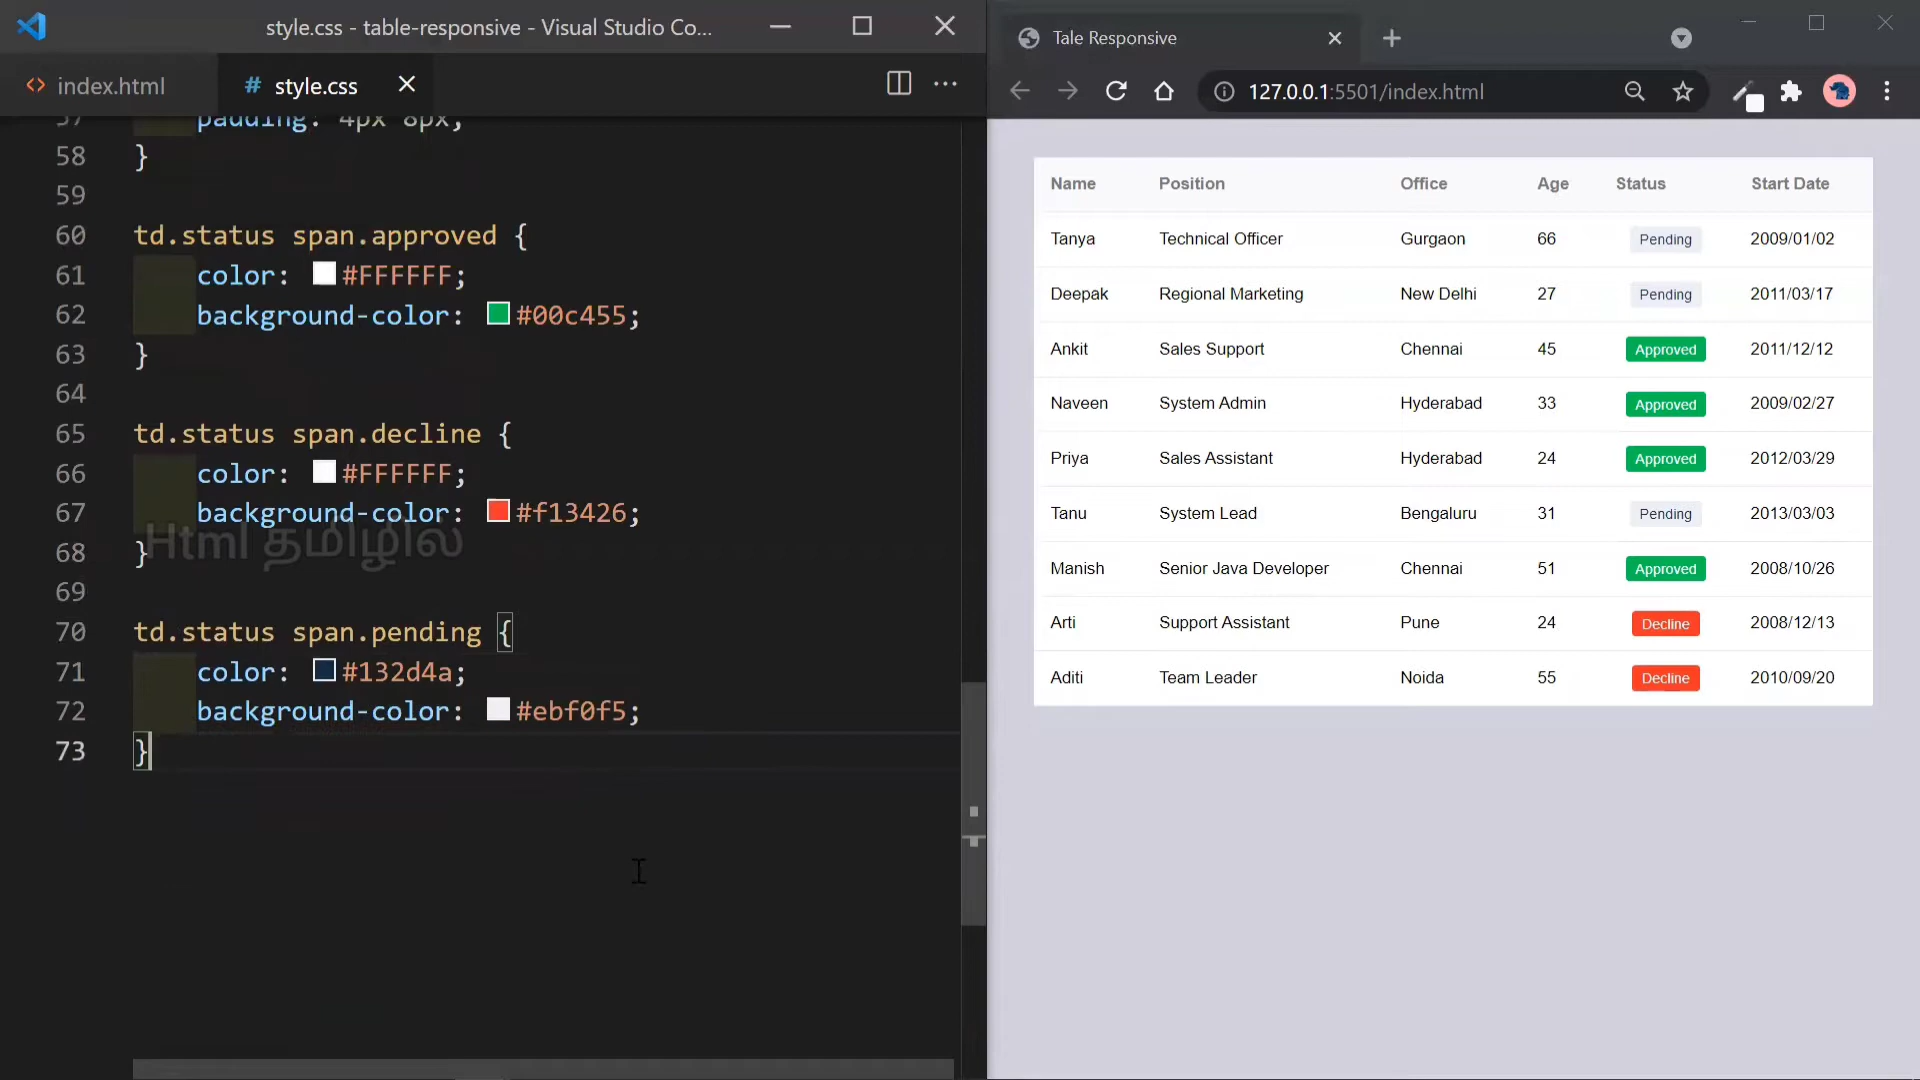 style.css - table-responsive - Visual Studio Co...
index.html
# style.css
57 padding: 4px 8px;
58 }
59
60 td.status span.approved {
61 color: #FFFFFF;
62 background-color: #00c455;
63 }
64
65 td.status span.decline {
66 color: #FFFFFF;
67 background-color: #f13426;
68 }
Html தமிழில்
69
70 td.status span.pending {
71 color: #132d4a;
72 background-color: #ebf0f5;
73 }
Tale Responsive
127.0.0.1:5501/index.html
Name Position Office Age Status Start Date
Tanya Technical Officer Gurgaon 66 Pending 2009/01/02
Deepak Regional Marketing New Delhi 27 Pending 2011/03/17
Ankit Sales Support Chennai 45 Approved 2011/12/12
Naveen System Admin Hyderabad 33 Approved 2009/02/27
Priya Sales Assistant Hyderabad 24 Approved 2012/03/29
Tanu System Lead Bengaluru 31 Pending 2013/03/03
Manish Senior Java Developer Chennai 51 Approved 2008/10/26
Arti Support Assistant Pune 24 Decline 2008/12/13
Aditi Team Leader Noida 55 Decline 2010/09/20